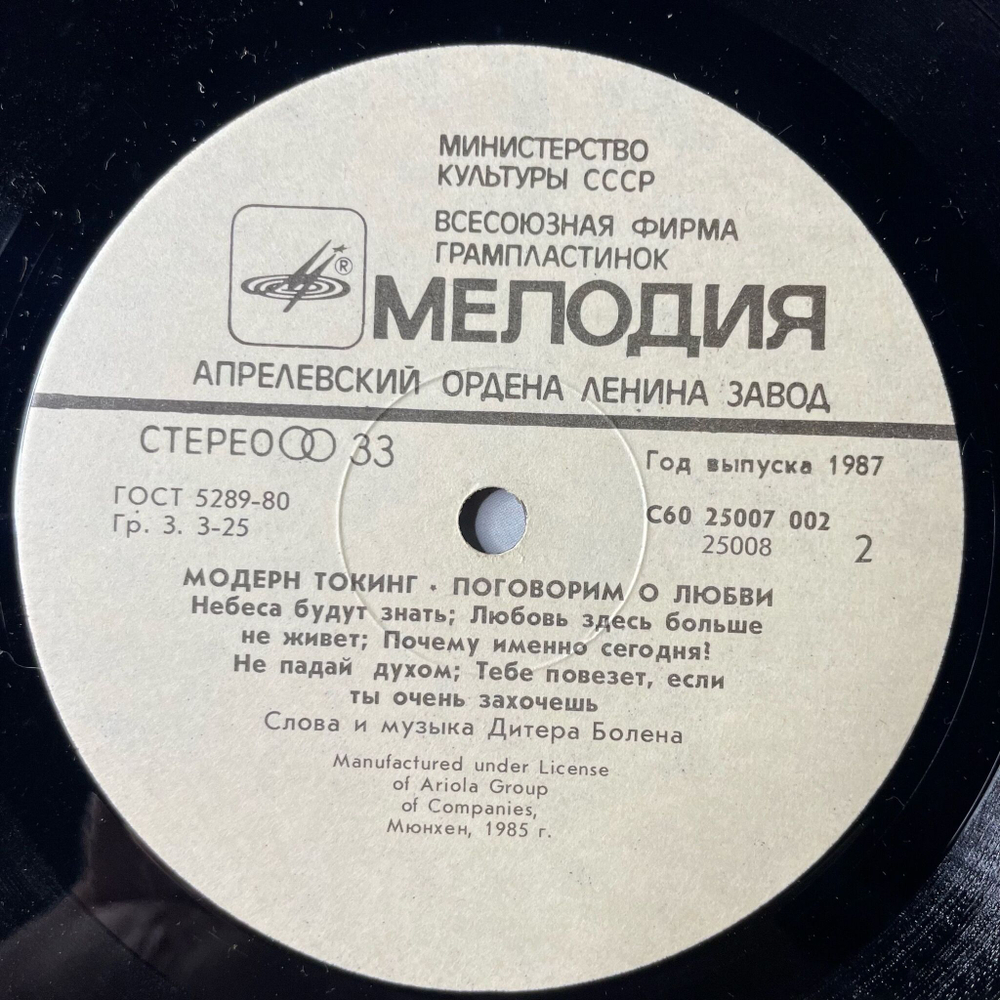 МИНИСТЕРСТВО
КУЛЬТУРЫ СССР
ВСЕСОЮЗНАЯ ФИРМА
ГРАМПЛАСТИНОК
®
МЕЛОДИЯ
АПРЕЛЕВСКИЙ ОРДЕНА ЛЕНИНА ЗАВОД
СТЕРЕО 33
Год выпуска 1987
ГОСТ 5289-80
Гр. 3. 3-25
С60 25007 002
25008
2
МОДЕРН ТОКИНГ · ПОГОВОРИМ О ЛЮБВИ
Небеса будут знать; Любовь здесь больше
не живет; Почему именно сегодня?
Не падай духом; Тебе повезет, если
ты очень захочешь
Слова и музыка Дитера Болена
Manufactured under License
of Ariola Group
of Companies,
Мюнхен, 1985 г.